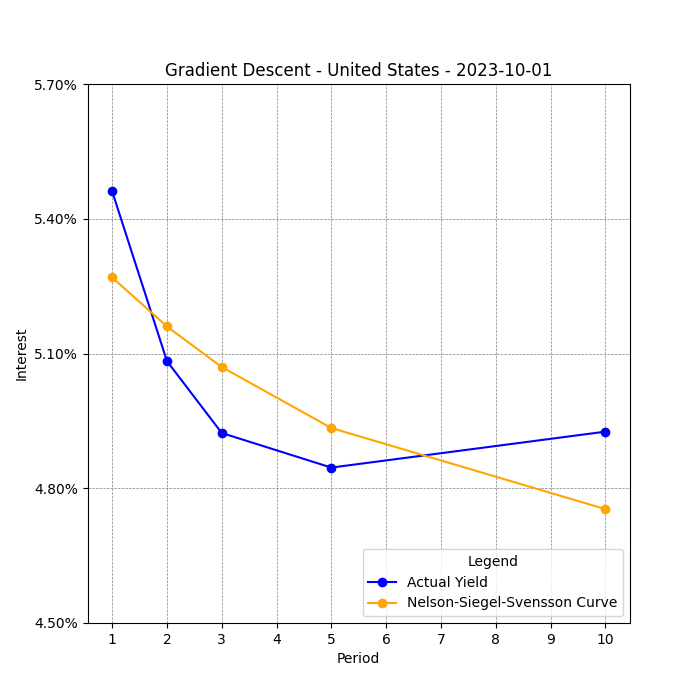 Gradient Descent - United States - 2023-10-01
5.70%
5.40%
5.10%
4.80%
4.50%
Interest
1 2 3 4 5 6 7 8 9 10
Period
Legend
Actual Yield
Nelson-Siegel-Svensson Curve